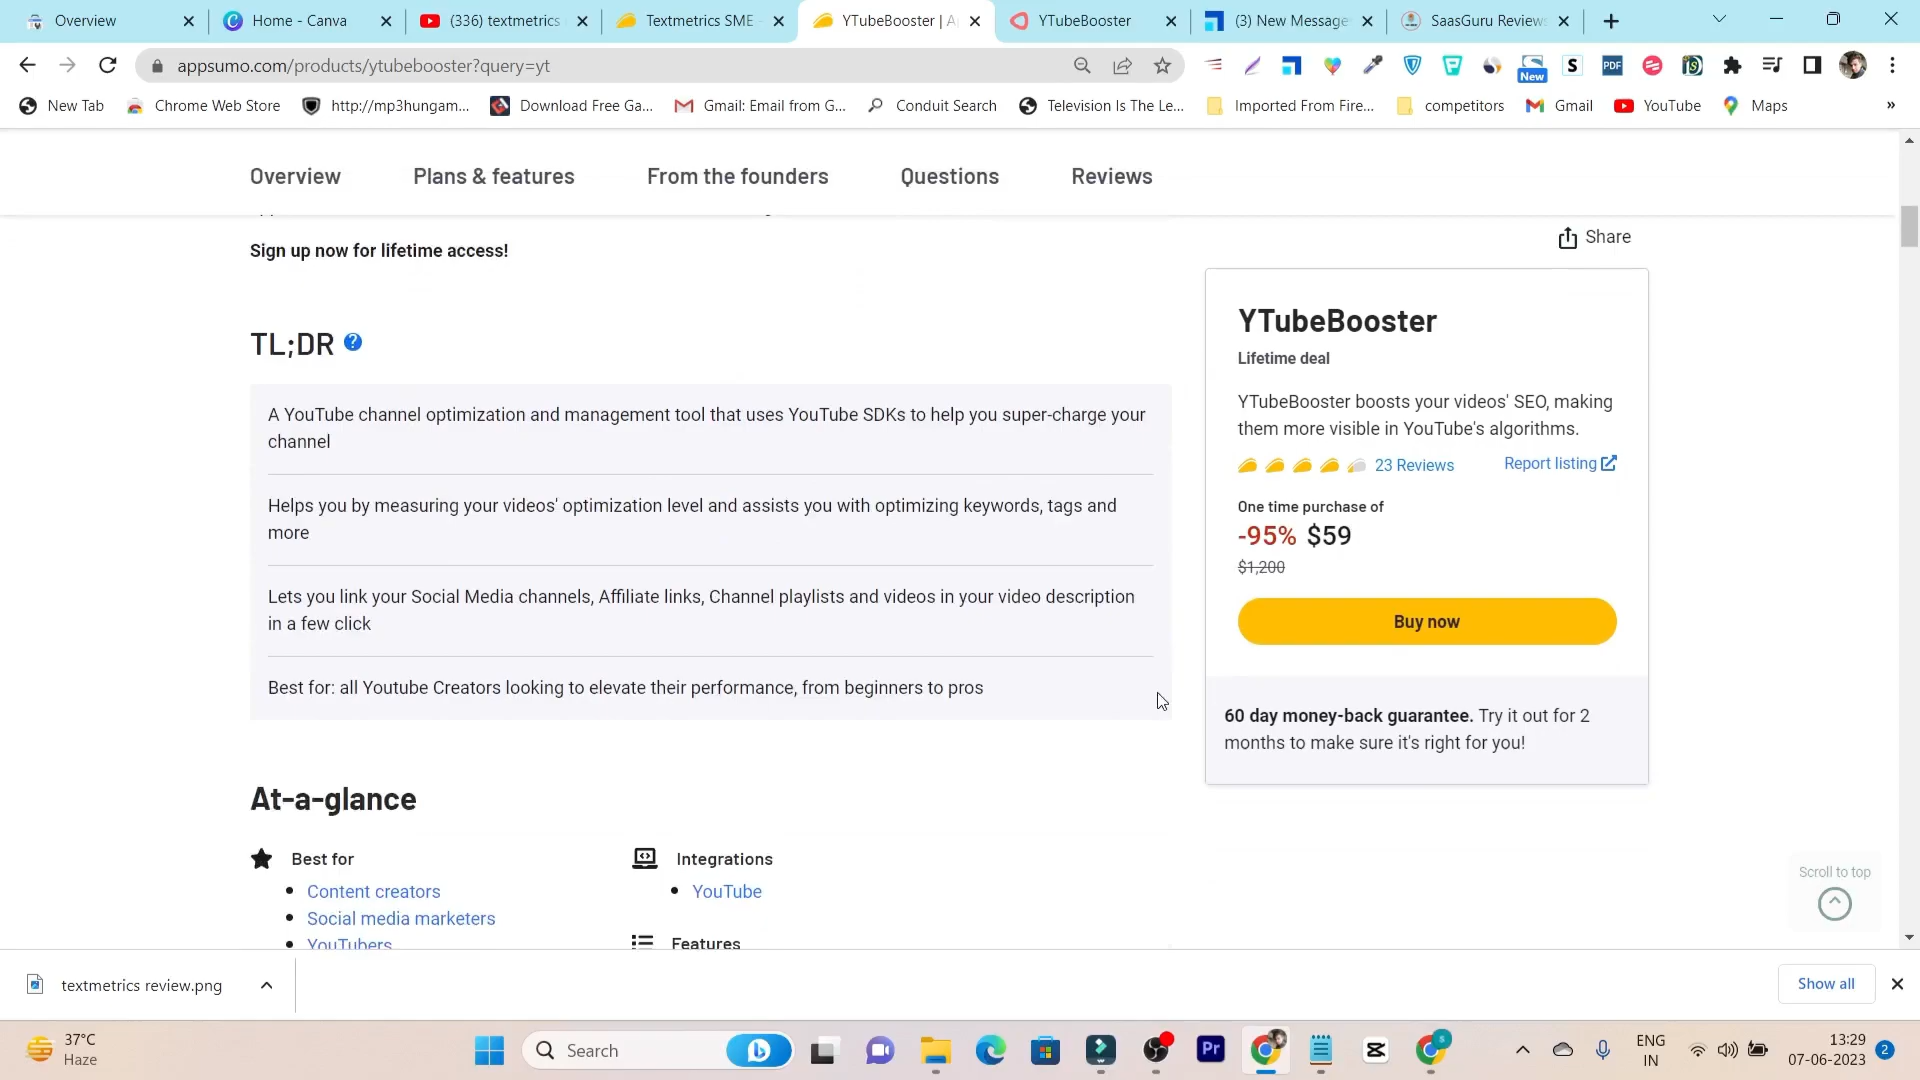 Overview
Home - Canva
(336) textmetrics
Textmetrics SME -
YTubeBooster | A
YTubeBooster
(3) New Message
SaasGuru Reviews
appsumo.com/products/ytubebooster?query=yt
New
PDF
New Tab
Chrome Web Store
http://mp3hungam...
Download Free Ga...
Gmail: Email from G...
Conduit Search
Television Is The Le...
Imported From Fire...
competitors
Gmail
YouTube
Maps
»
Overview
Plans & features
From the founders
Questions
Reviews
Sign up now for lifetime access!
Share
TL;DR ?
A YouTube channel optimization and management tool that uses YouTube SDKs to help you super-charge your
channel
Helps you by measuring your videos' optimization level and assists you with optimizing keywords, tags and
more
Lets you link your Social Media channels, Affiliate links, Channel playlists and videos in your video description
in a few click
Best for: all Youtube Creators looking to elevate their performance, from beginners to pros
YTubeBooster
Lifetime deal
YTubeBooster boosts your videos' SEO, making
them more visible in YouTube's algorithms.
23 Reviews
Report listing
One time purchase of
-95% $59
$1,200
Buy now
60 day money-back guarantee. Try it out for 2
months to make sure it's right for you!
At-a-glance
Best for
Content creators
Social media marketers
YouTubers
Integrations
YouTube
Features
Scroll to top
textmetrics review.png
Show all
37°C
Haze
Search
Pr
ENG
IN
13:29
07-06-2023
2